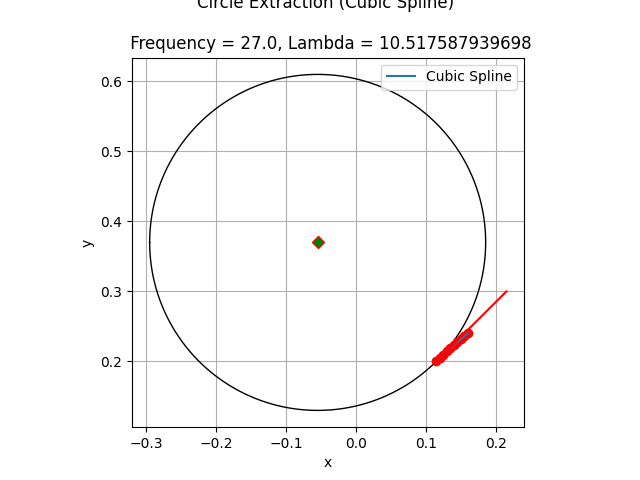 Circle Extraction (Cubic Spline)
Frequency = 27.0, Lambda = 10.517587939698
Cubic Spline
0.6
0.5
0.4
0.3
0.2
y
−0.3
−0.2
−0.1
0.0
0.1
0.2
x